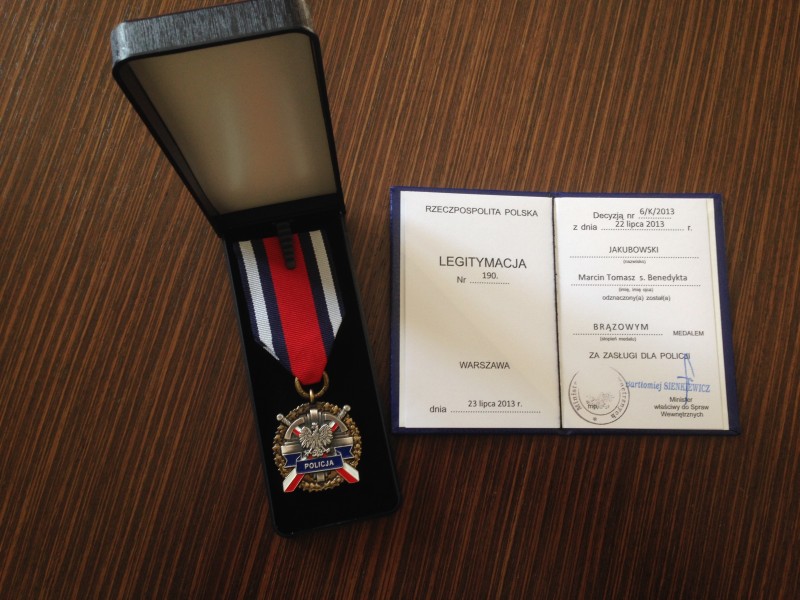 POLICJA
RZECZPOSPOLITA POLSKA
LEGITYMACJA
Nr 190.
WARSZAWA
dnia 23 lipca 2013 r.
Decyzją nr 6/K/2013
z dnia 22 lipca 2013 r.
JAKUBOWSKI
(nazwisko)
Marcin Tomasz s. Benedykta
(imię, imię ojca)
odznaczony(a) został(a)
BRĄZOWYM MEDALEM
(stopień medalu)
ZA ZASŁUGI DLA POLICJI
Bartłomiej SIENKIEWICZ
Minister
mp. właściwy do Spraw
Wewnętrznych